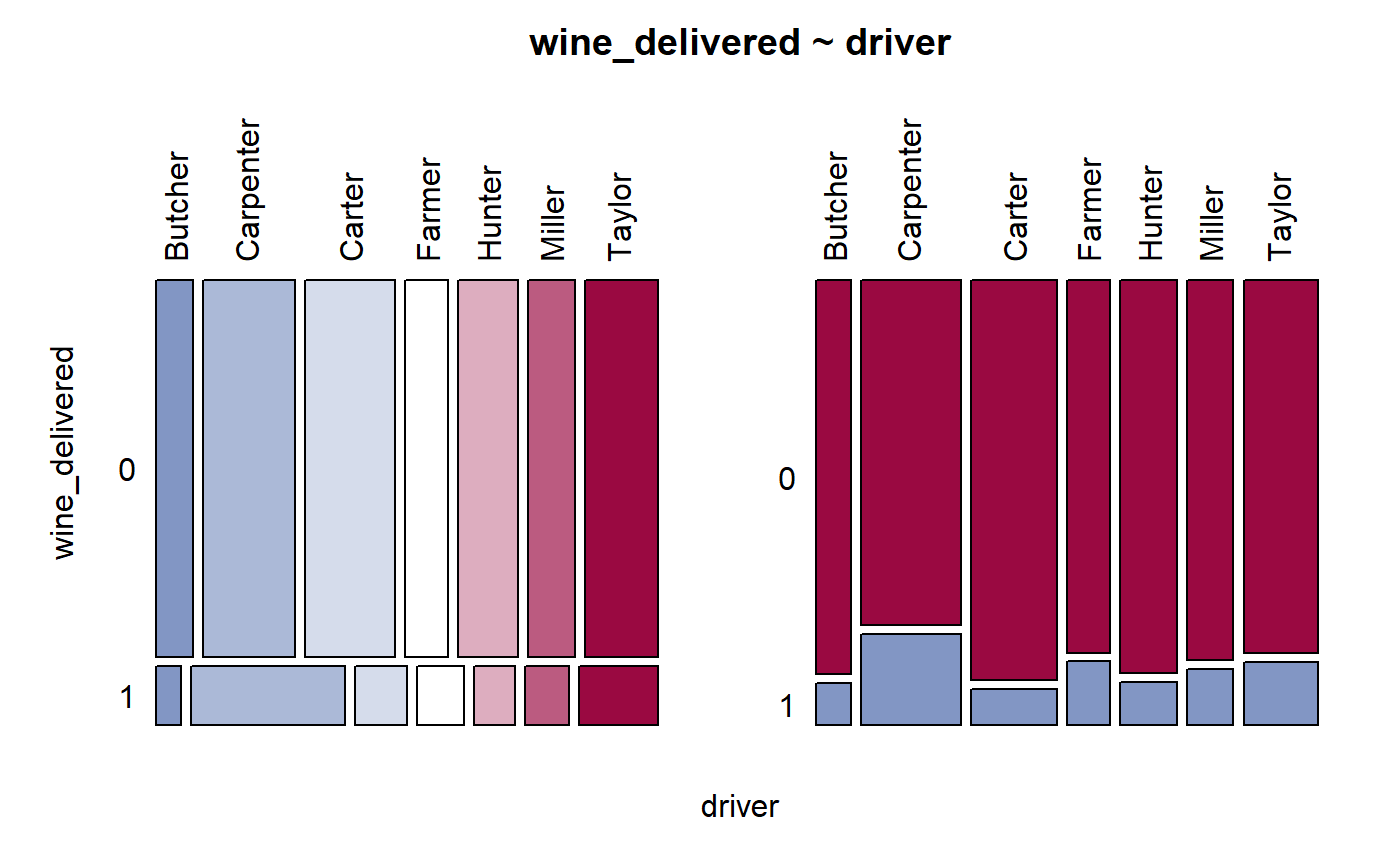 wine_delivered ~ driver
Butcher
Carpenter
Carter
Farmer
Hunter
Miller
Taylor
wine_delivered
0
1
Butcher
Carpenter
Carter
Farmer
Hunter
Miller
Taylor
0
1
driver